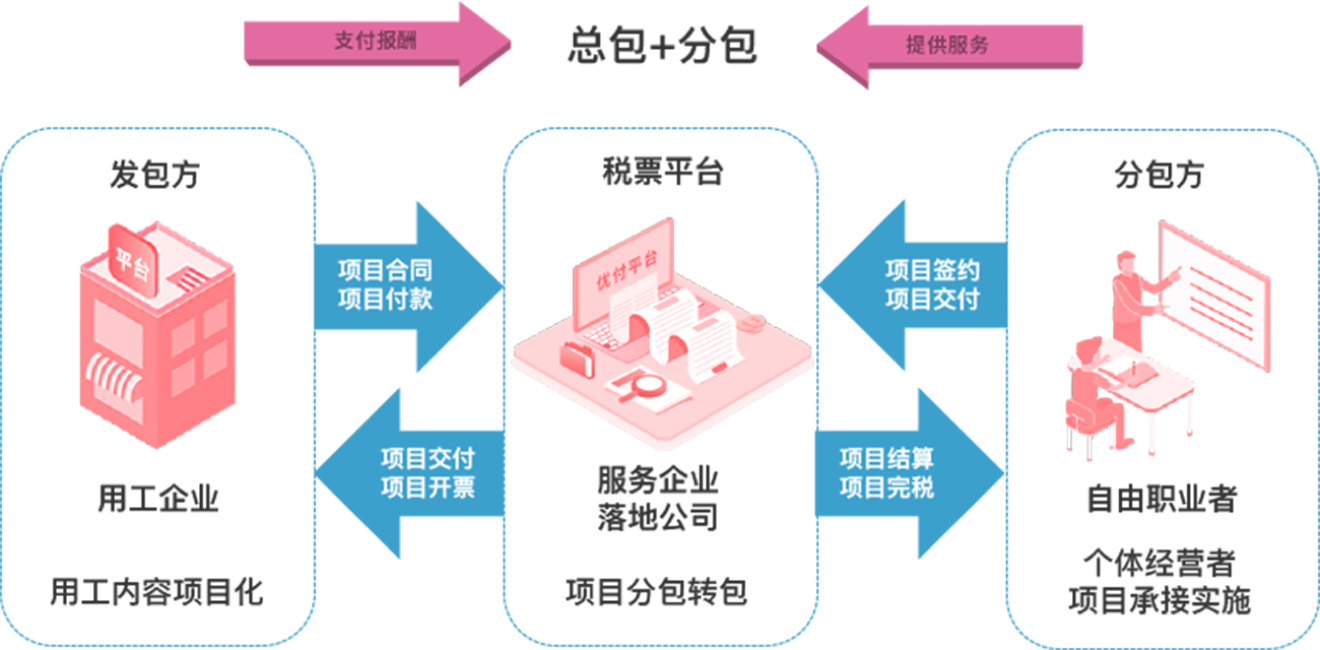 支付报酬
总包+分包
提供服务
发包方
平台
用工企业
用工内容项目化
项目合同
项目付款
项目交付
项目开票
税票平台
优付平台
服务企业
落地公司
项目分包转包
项目签约
项目交付
项目结算
项目完税
分包方
自由职业者
个体经营者
项目承接实施